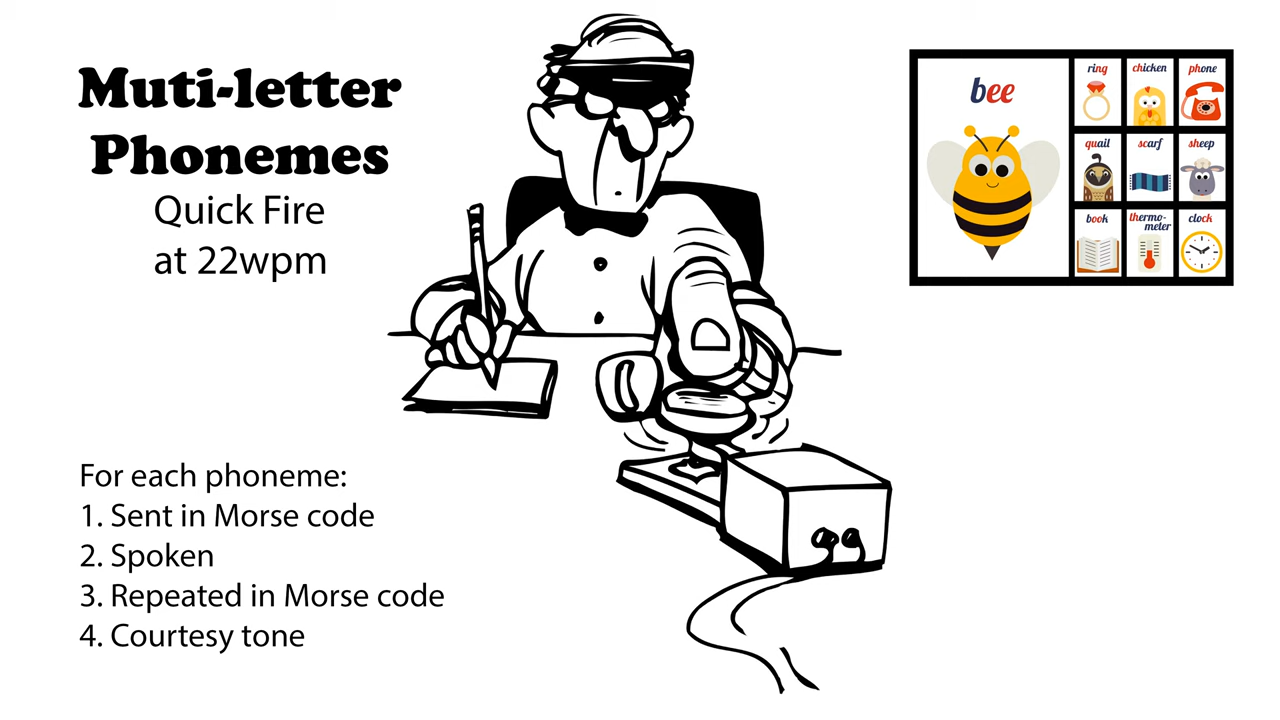 Muti-letter
Phonemes
Quick Fire
at 22wpm
bee
ring
chicken
phone
quail
scarf
sheep
book
thermo-
meter
clock
For each phoneme:
1. Sent in Morse code
2. Spoken
3. Repeated in Morse code
4. Courtesy tone